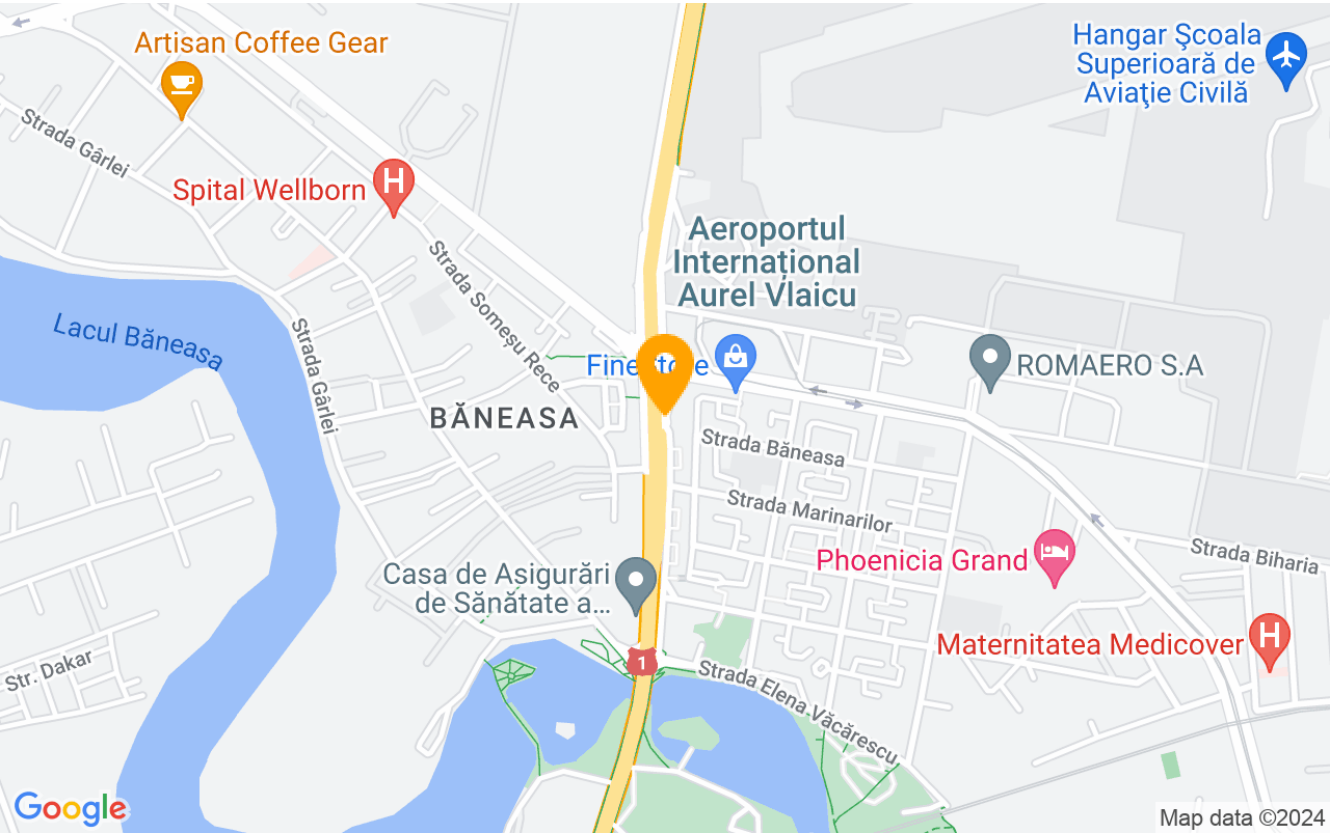 Artisan Coffee Gear
Hangar Şcoala
Superioară de
Aviaţie Civilă
Strada Gârlei
Spital Wellborn
H
Aeroportul
Internațional
Aurel Vlaicu
Strada Someșu Rece
Lacul Băneasa
Strada Gârlei
ROMAERO S.A
BĂNEASA
Strada Băneasa
Strada Marinarilor
Strada Biharia
Phoenicia Grand
Casa de Asigurări
de Sănătate a...
Maternitatea Medicover
H
1
Str. Dakar
Strada Elena Văcărescu
Google
Map data ©2024